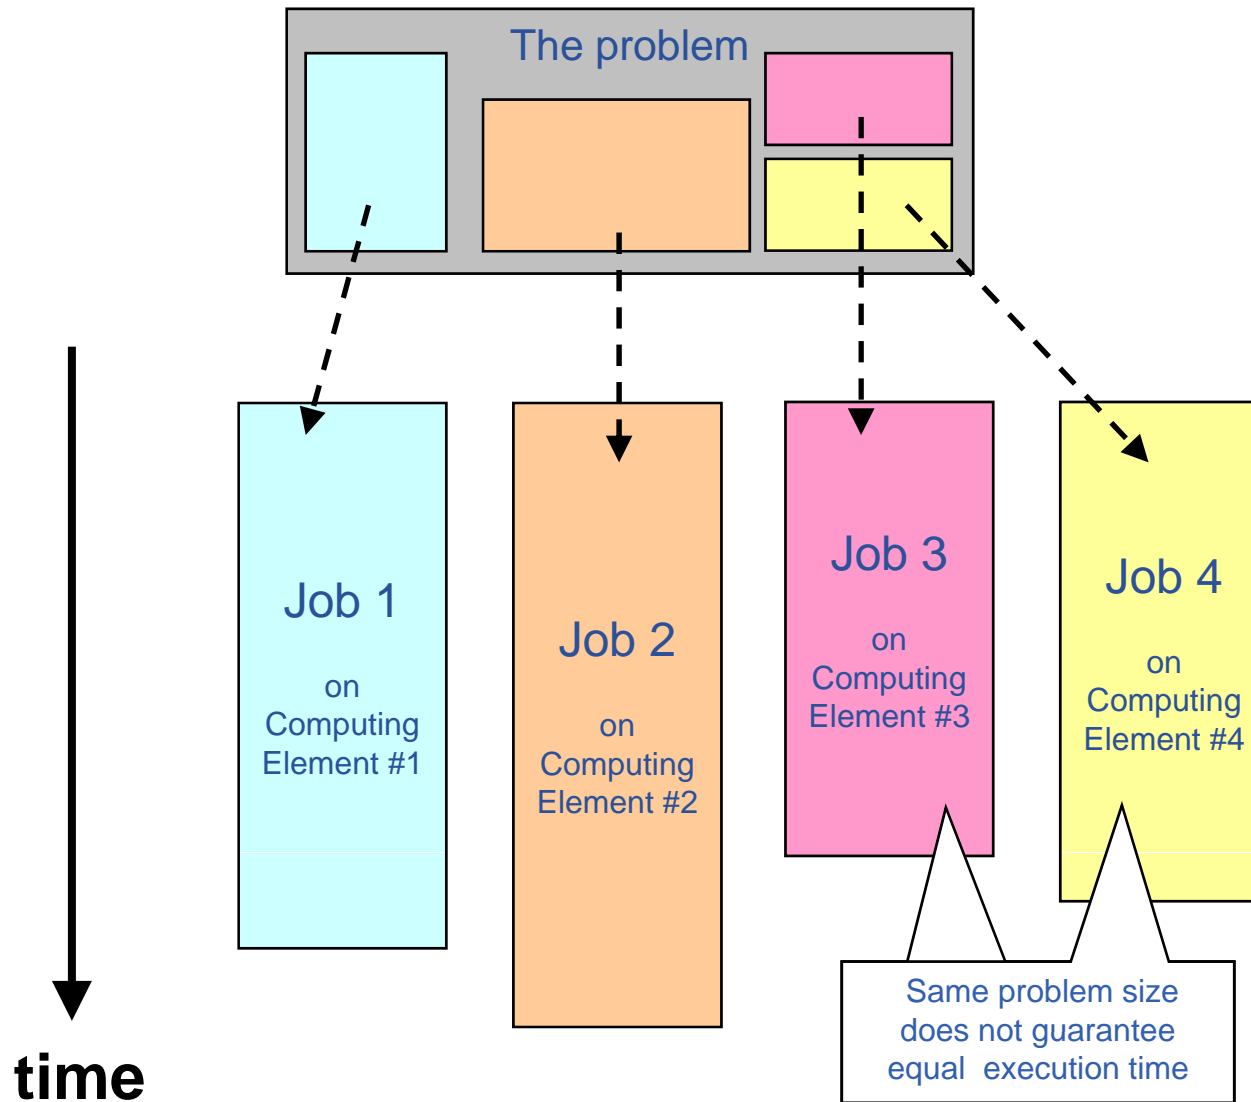 The problem
Job 1
on
Computing
Element #1
Job 2
on
Computing
Element #2
Job 3
on
Computing
Element #3
Job 4
on
Computing
Element #4
Same problem size
does not guarantee
equal execution time
time